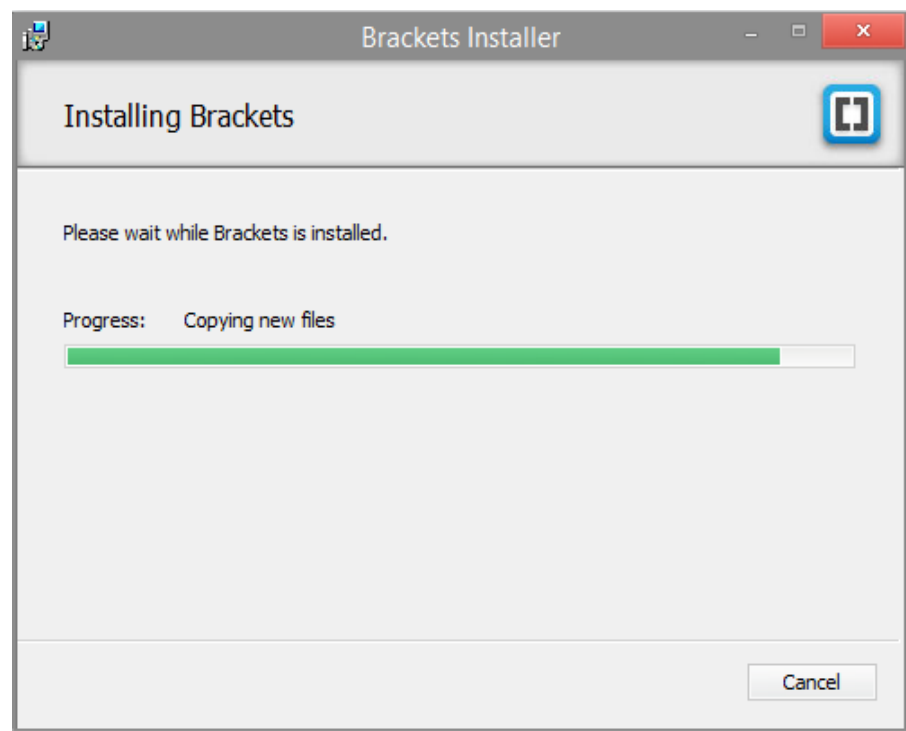 Brackets Installer
Installing Brackets
Please wait while Brackets is installed.
Progress: Copying new files
Cancel